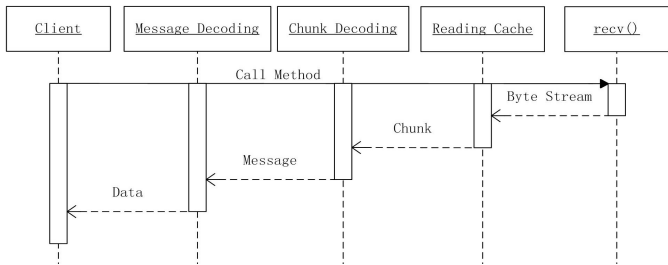 Client Message Decoding Chunk Decoding Reading Cache recv()
Call Method
Byte Stream
Chunk
Message
Data